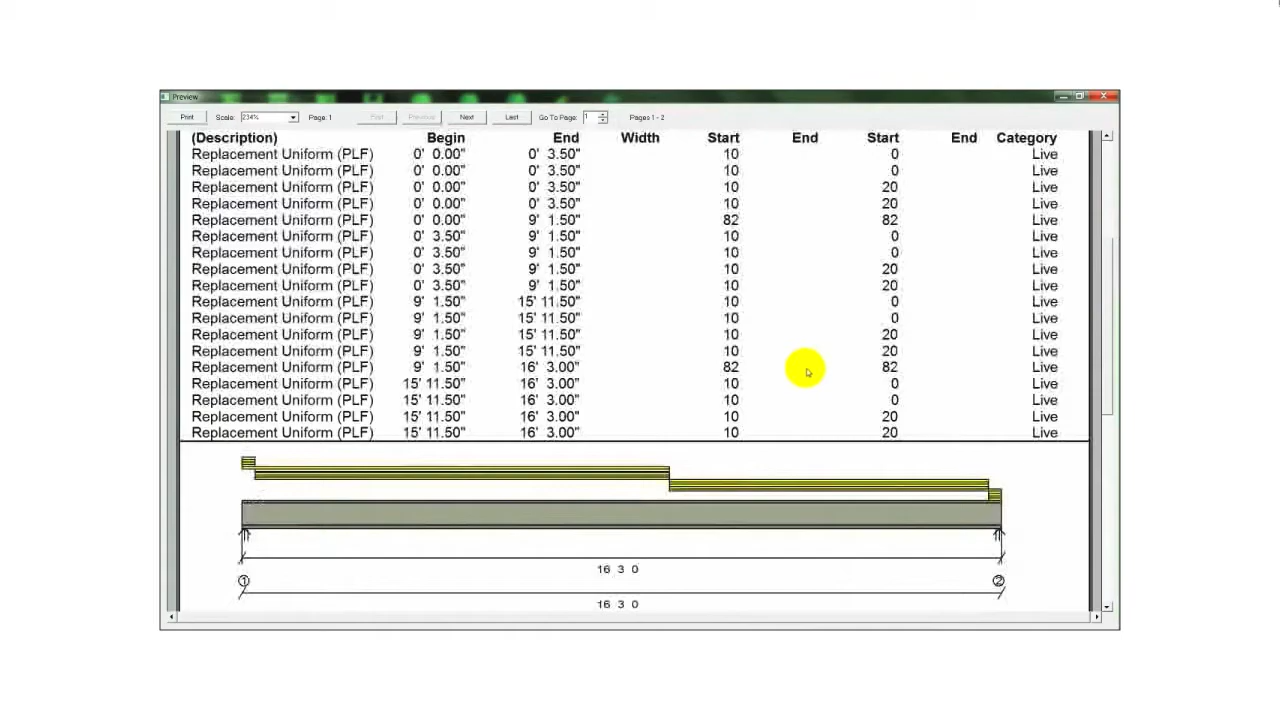 Preview
Print Scale: 234% Page: 1 First Previous Next Last Go To Page: 1 Pages 1 - 2
(Description) Begin End Width Start End Start End Category
Replacement Uniform (PLF) 0' 0.00" 0' 3.50" 10 0 Live
Replacement Uniform (PLF) 0' 0.00" 0' 3.50" 10 0 Live
Replacement Uniform (PLF) 0' 0.00" 0' 3.50" 10 20 Live
Replacement Uniform (PLF) 0' 0.00" 0' 3.50" 10 20 Live
Replacement Uniform (PLF) 0' 0.00" 9' 1.50" 82 82 Live
Replacement Uniform (PLF) 0' 3.50" 9' 1.50" 10 0 Live
Replacement Uniform (PLF) 0' 3.50" 9' 1.50" 10 0 Live
Replacement Uniform (PLF) 0' 3.50" 9' 1.50" 10 20 Live
Replacement Uniform (PLF) 0' 3.50" 9' 1.50" 10 20 Live
Replacement Uniform (PLF) 9' 1.50" 15' 11.50" 10 0 Live
Replacement Uniform (PLF) 9' 1.50" 15' 11.50" 10 0 Live
Replacement Uniform (PLF) 9' 1.50" 15' 11.50" 10 20 Live
Replacement Uniform (PLF) 9' 1.50" 15' 11.50" 10 20 Live
Replacement Uniform (PLF) 9' 1.50" 16' 3.00" 82 82 Live
Replacement Uniform (PLF) 15' 11.50" 16' 3.00" 10 0 Live
Replacement Uniform (PLF) 15' 11.50" 16' 3.00" 10 0 Live
Replacement Uniform (PLF) 15' 11.50" 16' 3.00" 10 20 Live
Replacement Uniform (PLF) 15' 11.50" 16' 3.00" 10 20 Live
16 3 0
1 2
16 3 0